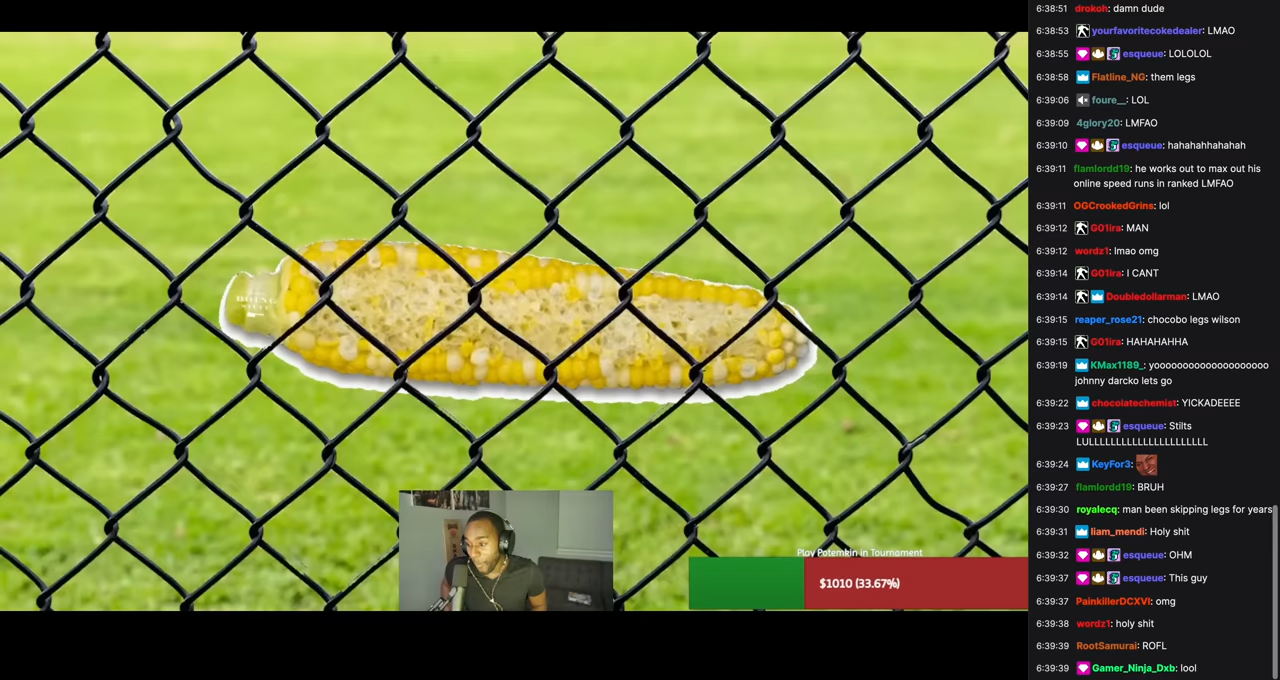 Play Potemkin in Tournament
$1010 (33.67%)
6:38:51 drokoh: damn dude
6:38:53 yourfavoritecokedealer: LMAO
6:38:55 esqueue: LOLOLOL
6:38:58 Flatline_NG: them legs
6:39:06 foure__: LOL
6:39:09 4glory20: LMFAO
6:39:10 esqueue: hahahahhahahah
6:39:11 flamlordd19: he works out to max out his
online speed runs in ranked LMFAO
6:39:11 OGCrookedGrins: lol
6:39:12 G01ira: MAN
6:39:12 wordz1: lmao omg
6:39:14 G01ira: I CANT
6:39:14 Doubledollarman: LMAO
6:39:15 reaper_rose21: chocobo legs wilson
6:39:15 G01ira: HAHAHAHHA
6:39:19 KMax1189_: yooooooooooooooooooo
johnny darcko lets go
6:39:22 chocolatechemist: YICKADEEEE
6:39:23 esqueue: Stilts
LULLLLLLLLLLLLLLLLLLLLLL
6:39:24 KeyFor3:
6:39:27 flamlordd19: BRUH
6:39:30 royalecq: man been skipping legs for years
6:39:31 liam_mendi: Holy shit
6:39:32 esqueue: OHM
6:39:37 esqueue: This guy
6:39:37 PainkillerDCXVI: omg
6:39:38 wordz1: holy shit
6:39:39 RootSamurai: ROFL
6:39:39 Gamer_Ninja_Dxb: lool